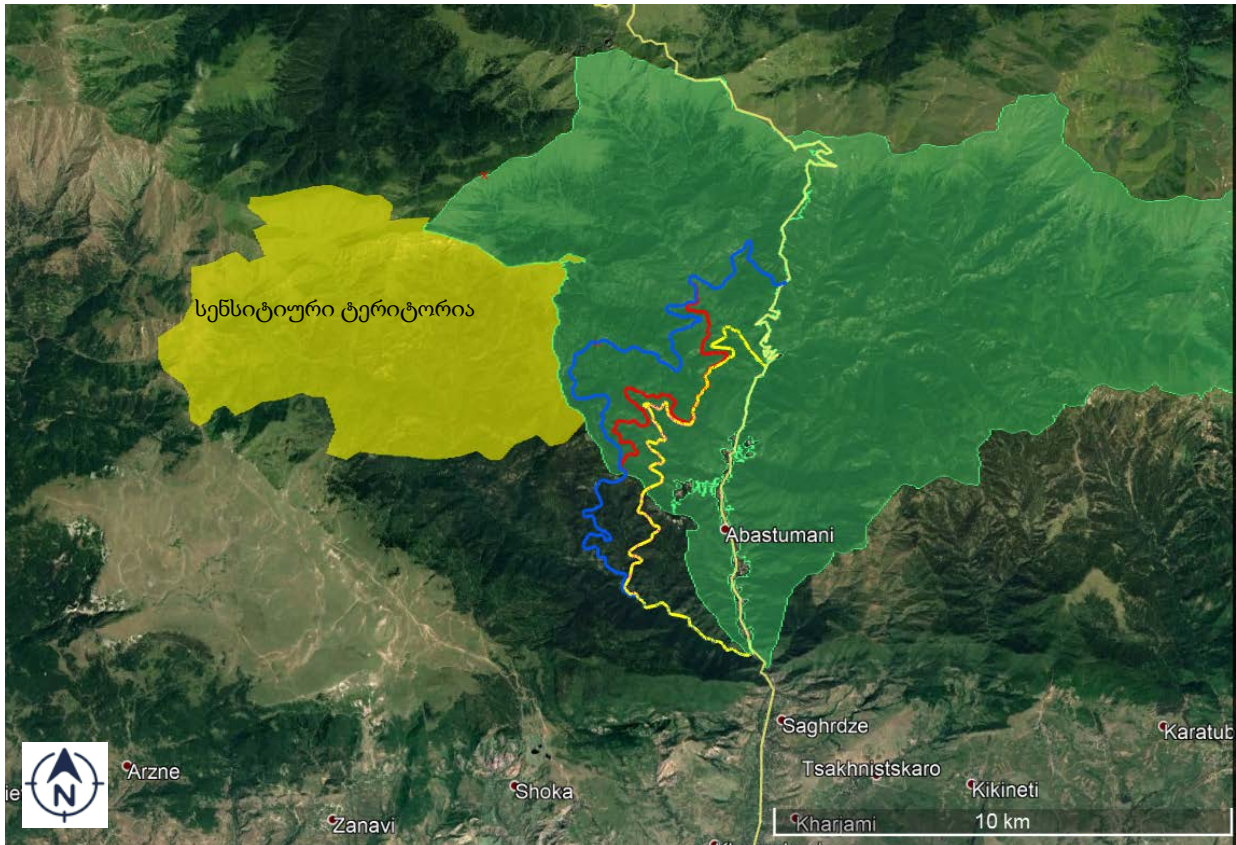 სენსიტიური ტერიტორია
Abastumani
Saghrdze
Karatub
Tsakhnistskaro
Arzne
Shoka
Kikineti
Zanavi
Kharjami
10 km
N